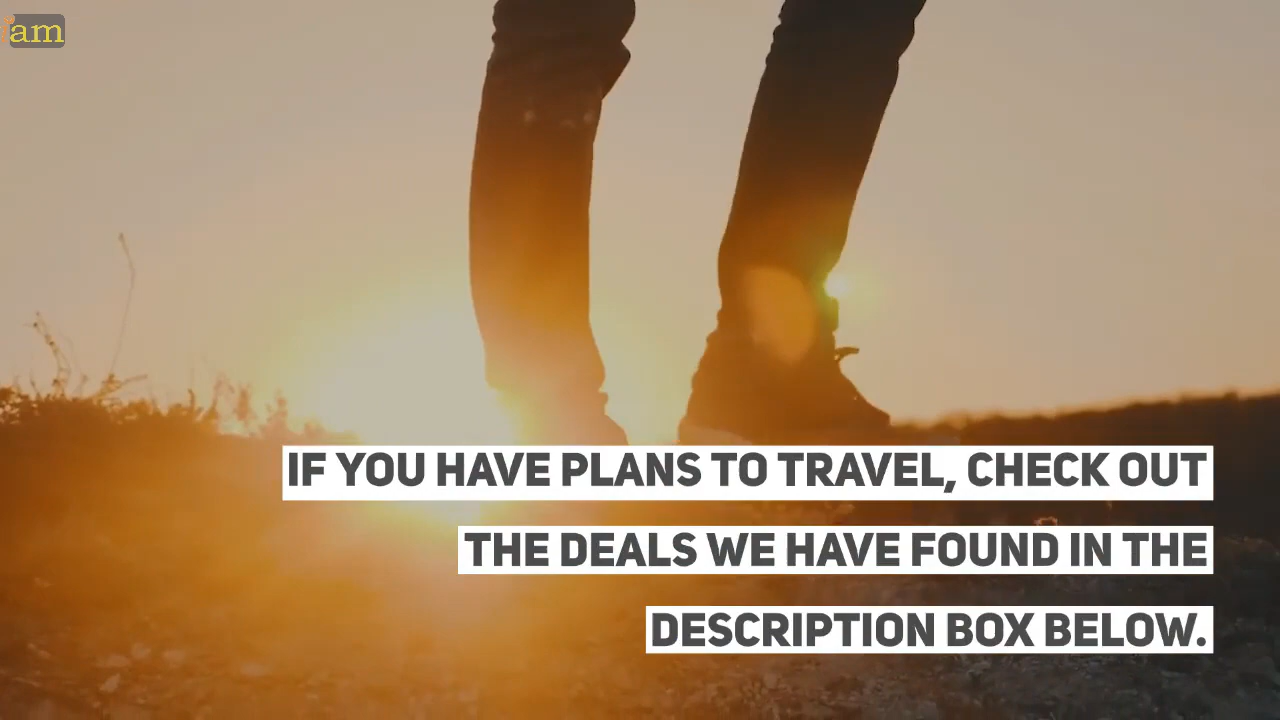 iam
IF YOU HAVE PLANS TO TRAVEL, CHECK OUT
THE DEALS WE HAVE FOUND IN THE
DESCRIPTION BOX BELOW.